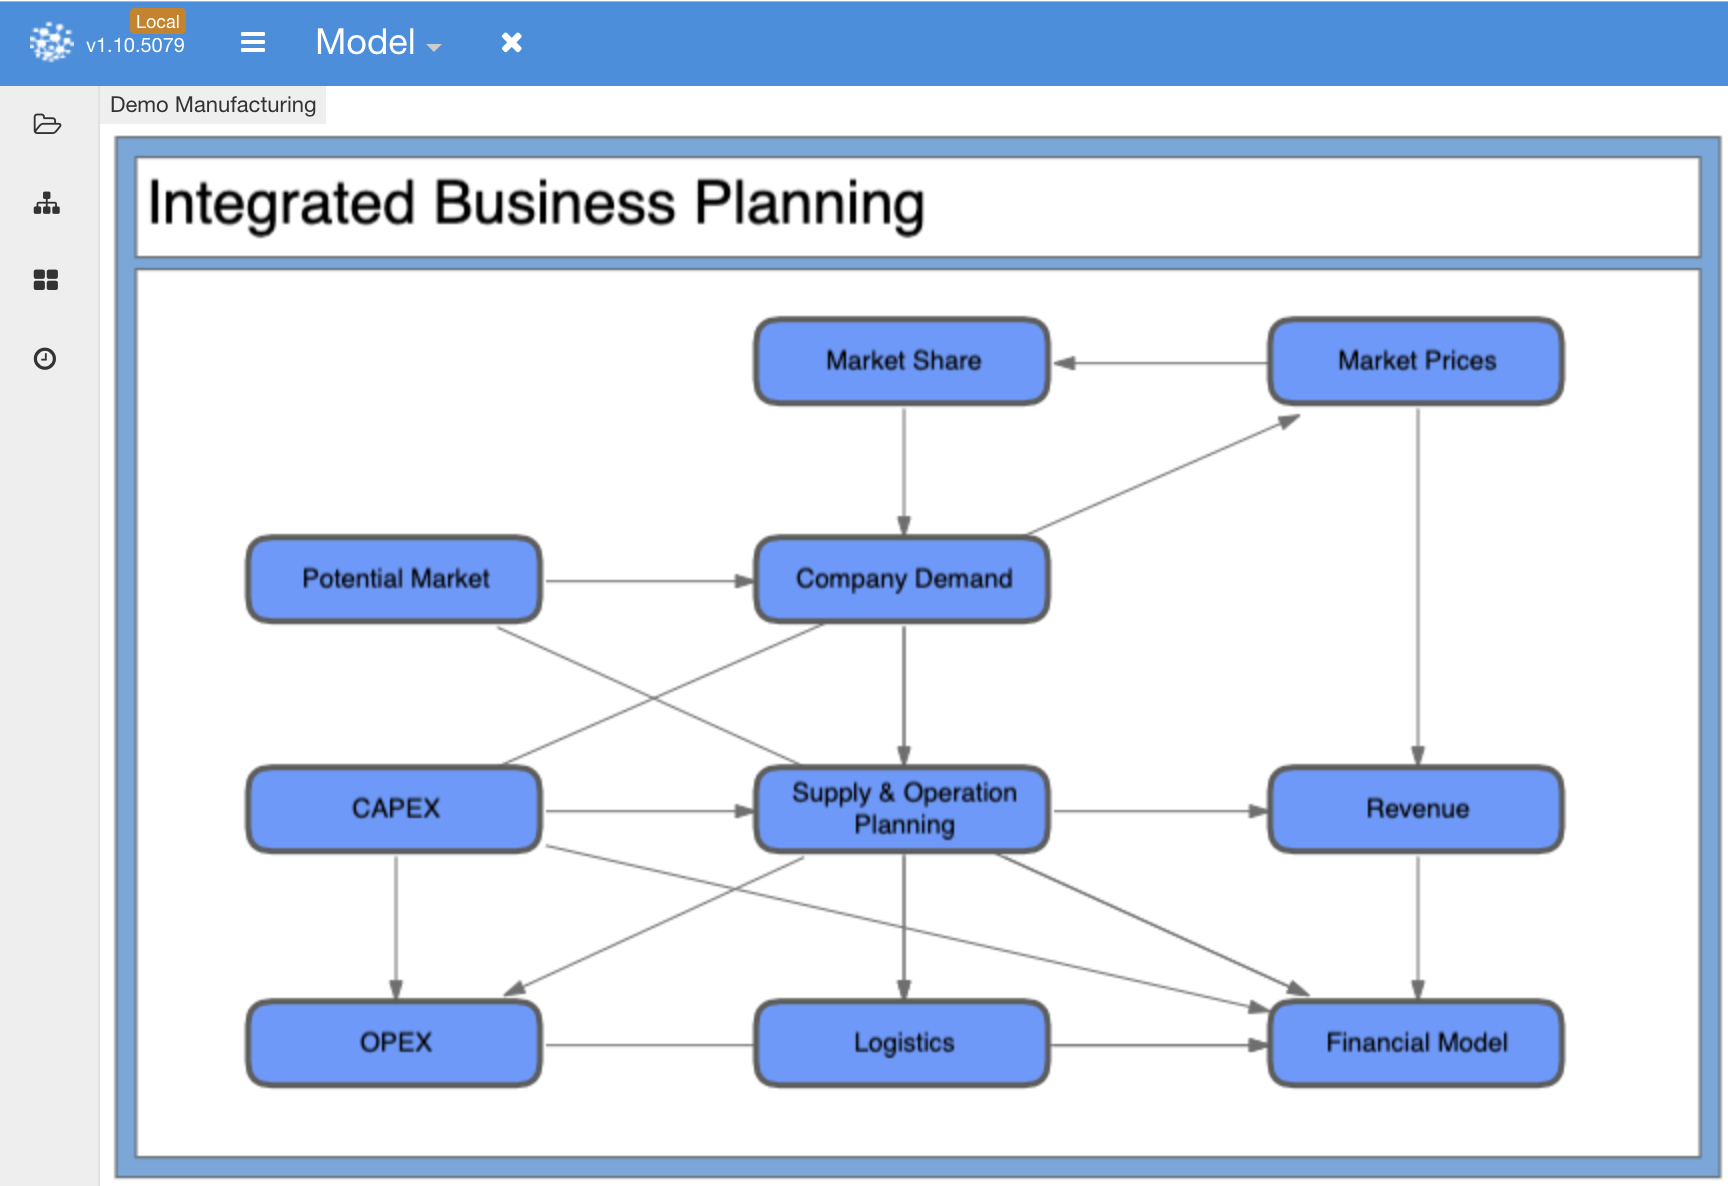 Local
v1.10.5079
Model
Demo Manufacturing
Integrated Business Planning
Market Share
Market Prices
Potential Market
Company Demand
CAPEX
Supply & Operation
Planning
Revenue
OPEX
Logistics
Financial Model